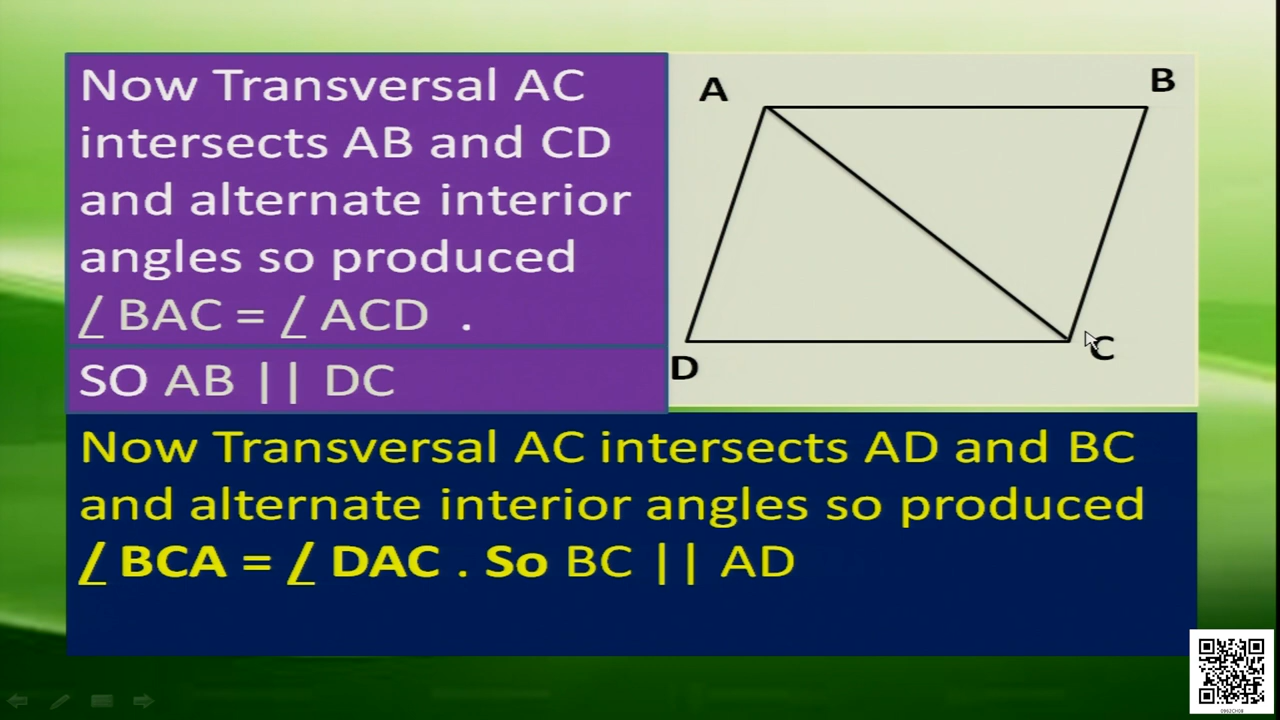 Now Transversal AC
intersects AB and CD
and alternate interior
angles so produced
∠ BAC = ∠ ACD .
SO AB || DC
A
B
D
C
Now Transversal AC intersects AD and BC
and alternate interior angles so produced
∠ BCA = ∠ DAC . So BC || AD